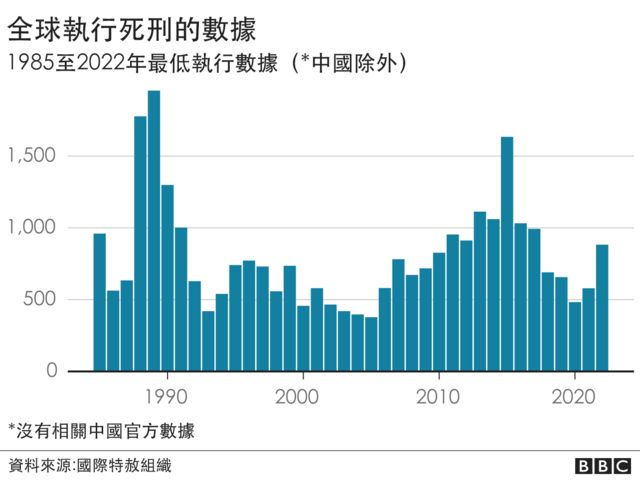 全球執行死刑的數據
1985至2022年最低執行數據（*中國除外）
1,500
1,000
500
0
1990 2000 2010 2020
*沒有相關中國官方數據
資料來源:國際特赦組織
BBC